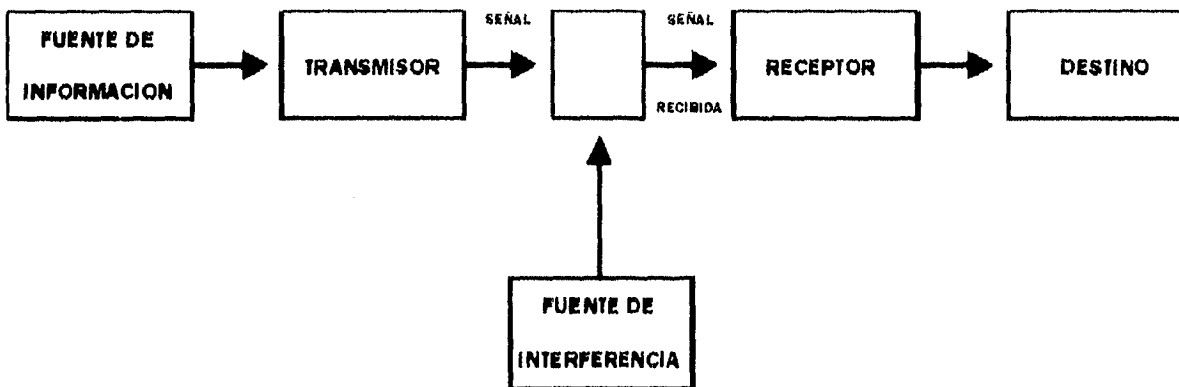 FUENTE DE
INFORMACION
TRANSMISOR
SEÑAL
SEÑAL
RECIBIDA
RECEPTOR
DESTINO
FUENTE DE
INTERFERENCIA